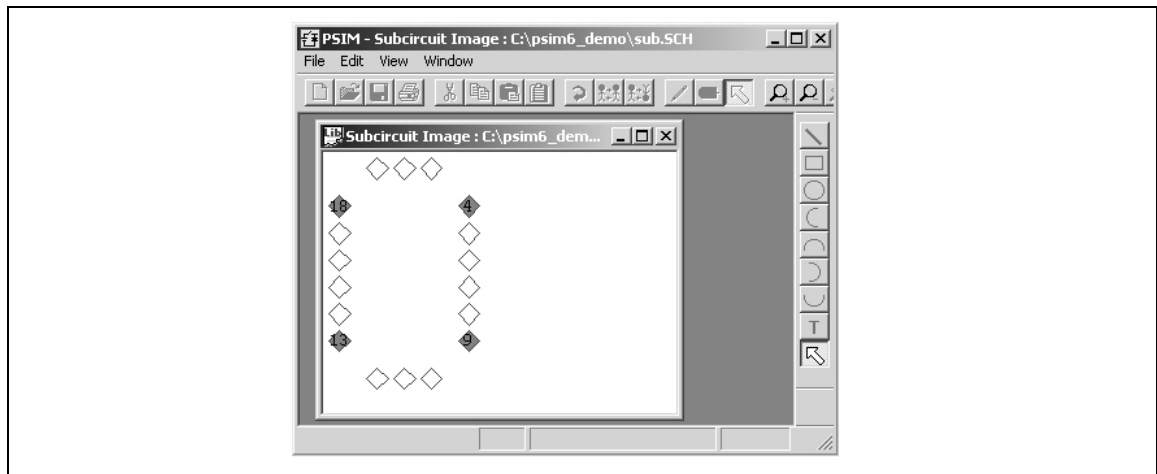 PSIM - Subcircuit Image : C:\psim6_demo\sub.SCH
File Edit View Window
Subcircuit Image : C:\psim6_dem...
18 4
13 9
T